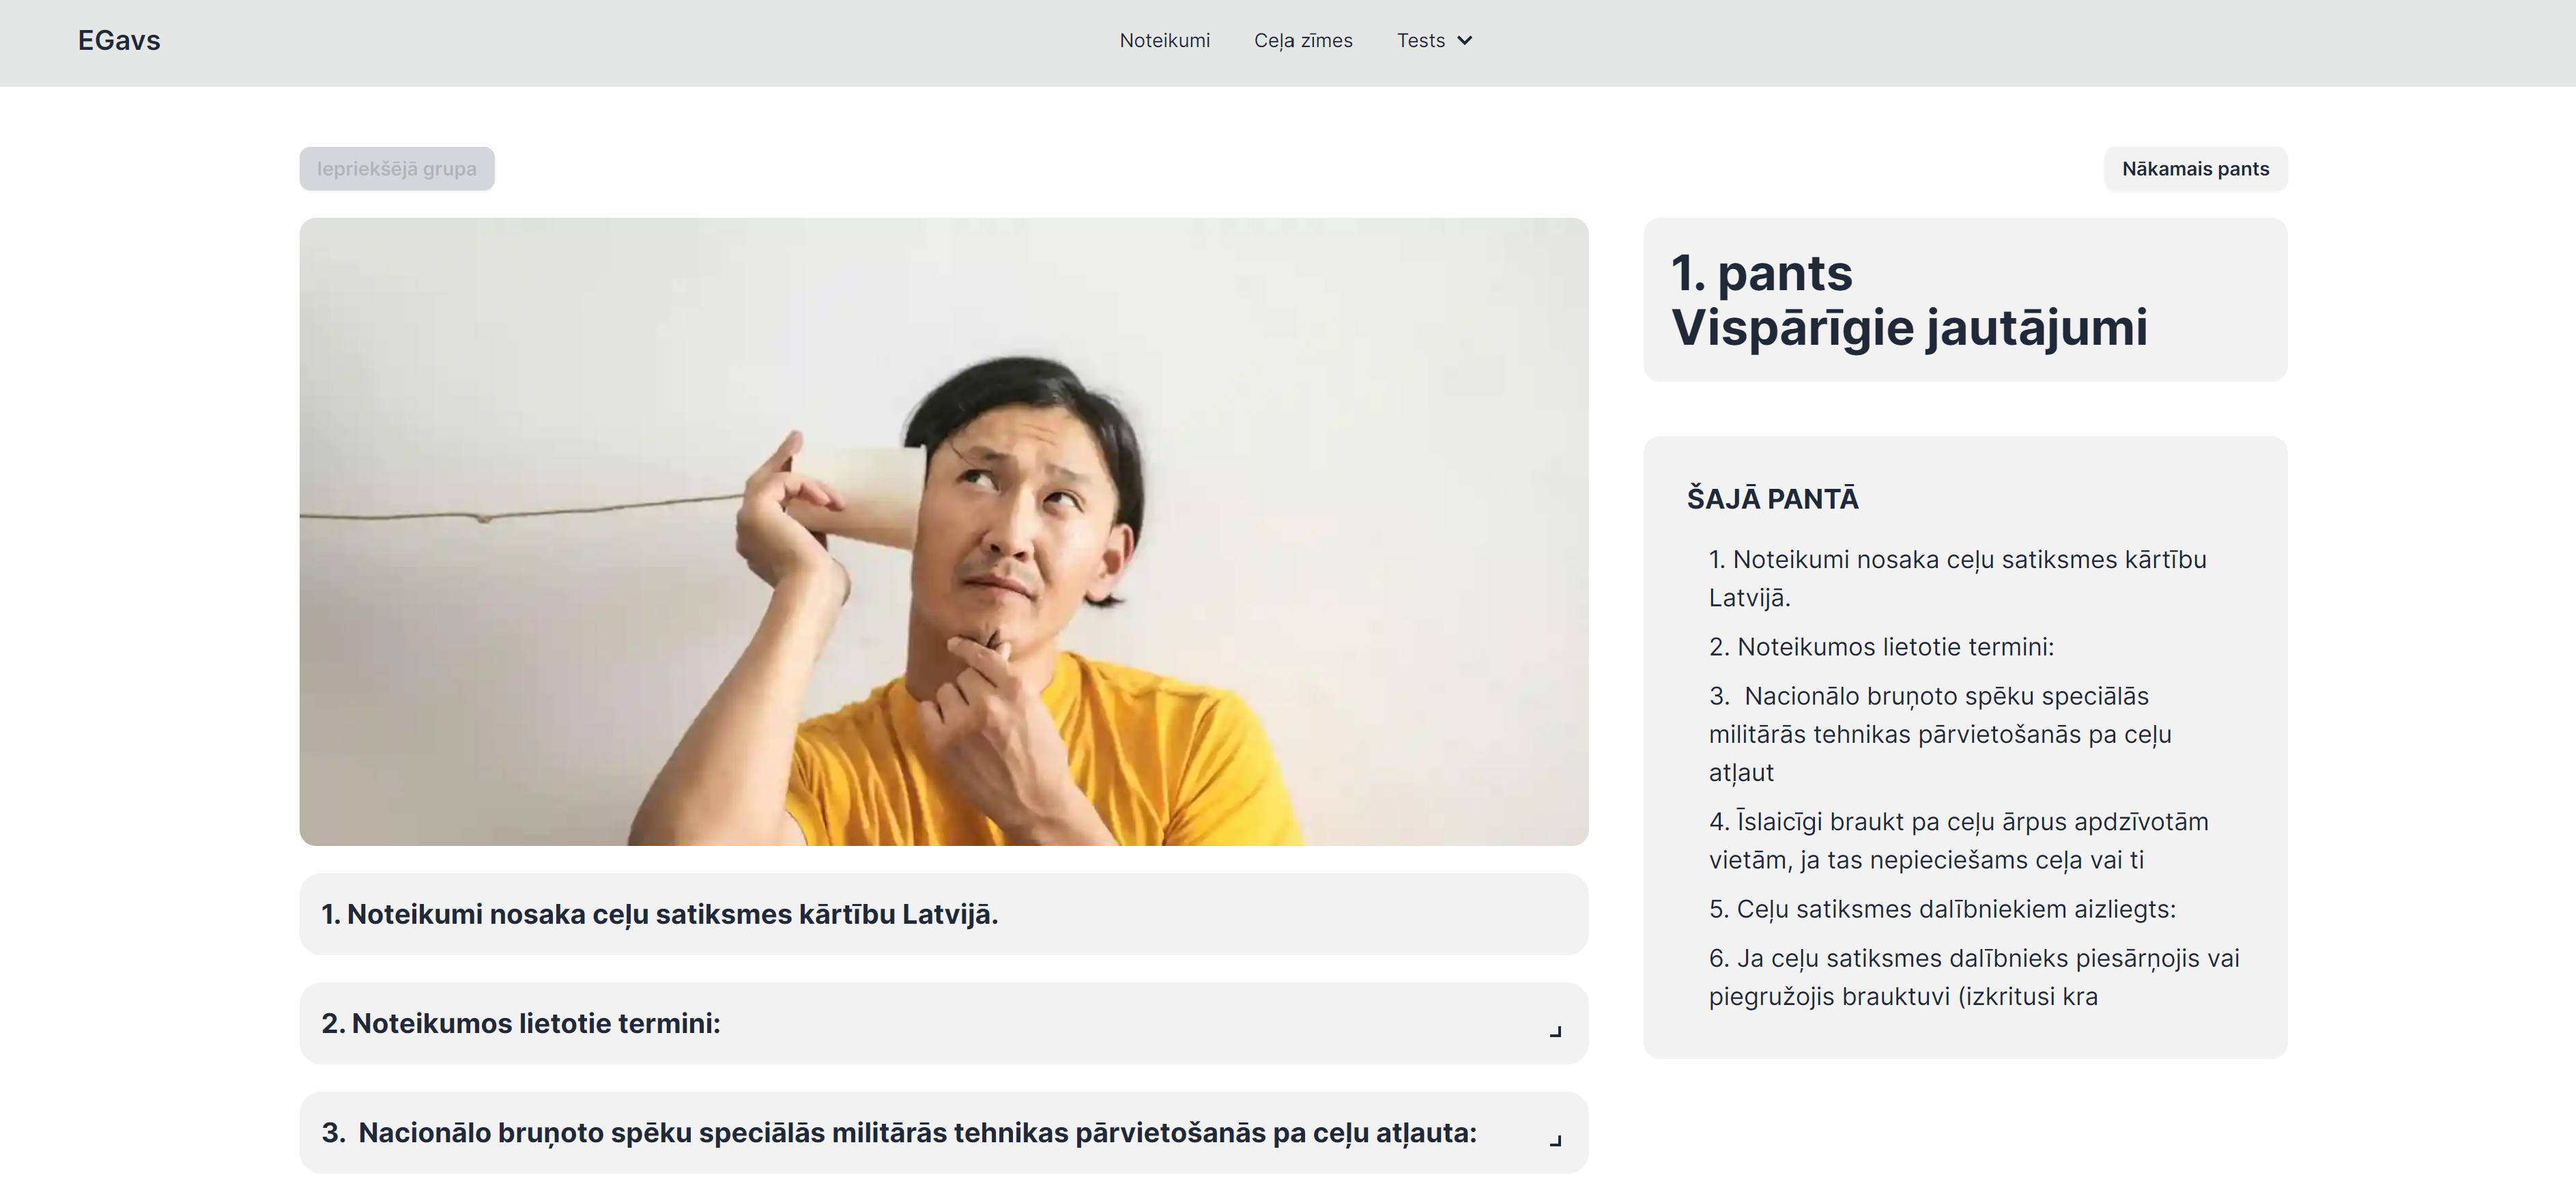 EGavs
Noteikumi
Ceļa zīmes
Tests
Iepriekšējā grupa
Nākamais pants
1. pants
Vispārīgie jautājumi
ŠAJĀ PANTĀ
1. Noteikumi nosaka ceļu satiksmes kārtību
Latvijā.
2. Noteikumos lietotie termini:
3.  Nacionālo bruņoto spēku speciālās
militārās tehnikas pārvietošanās pa ceļu
atļaut
4. Īslaicīgi braukt pa ceļu ārpus apdzīvotām
vietām, ja tas nepieciešams ceļa vai ti
5. Ceļu satiksmes dalībniekiem aizliegts:
6. Ja ceļu satiksmes dalībnieks piesārņojis vai
piegružojis brauktuvi (izkritusi kra
1. Noteikumi nosaka ceļu satiksmes kārtību Latvijā.
2. Noteikumos lietotie termini:
3.  Nacionālo bruņoto spēku speciālās militārās tehnikas pārvietošanās pa ceļu atļauta: